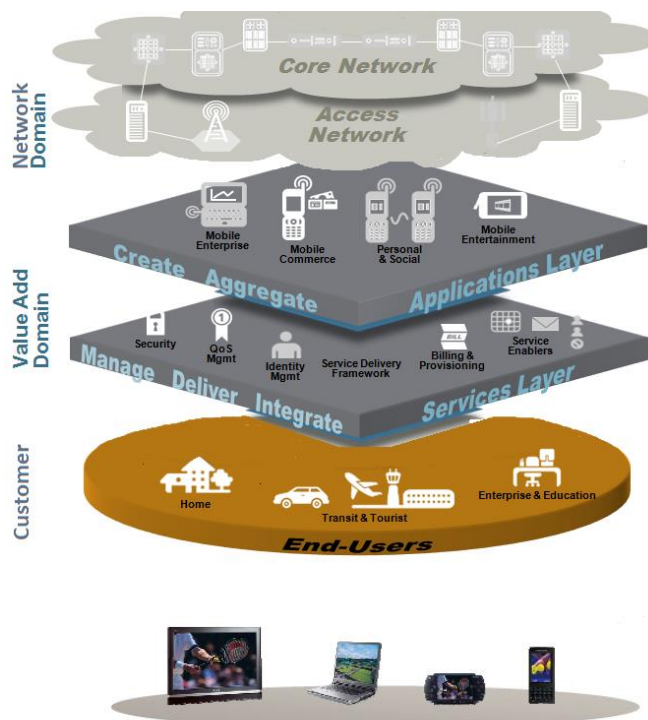 Core Network
Access
Network
Network
Domain
Mobile
Enterprise
Mobile
Commerce
Personal
& Social
Mobile
Entertainment
Create Aggregate
Applications Layer
Value Add
Domain
Security
1
QoS
Mgmt
Identity
Mgmt
Service Delivery
Framework
BILL
Billing &
Provisioning
Service
Enablers
Manage Deliver Integrate
Services Layer
Customer
Home
Transit & Tourist
Enterprise & Education
End-Users